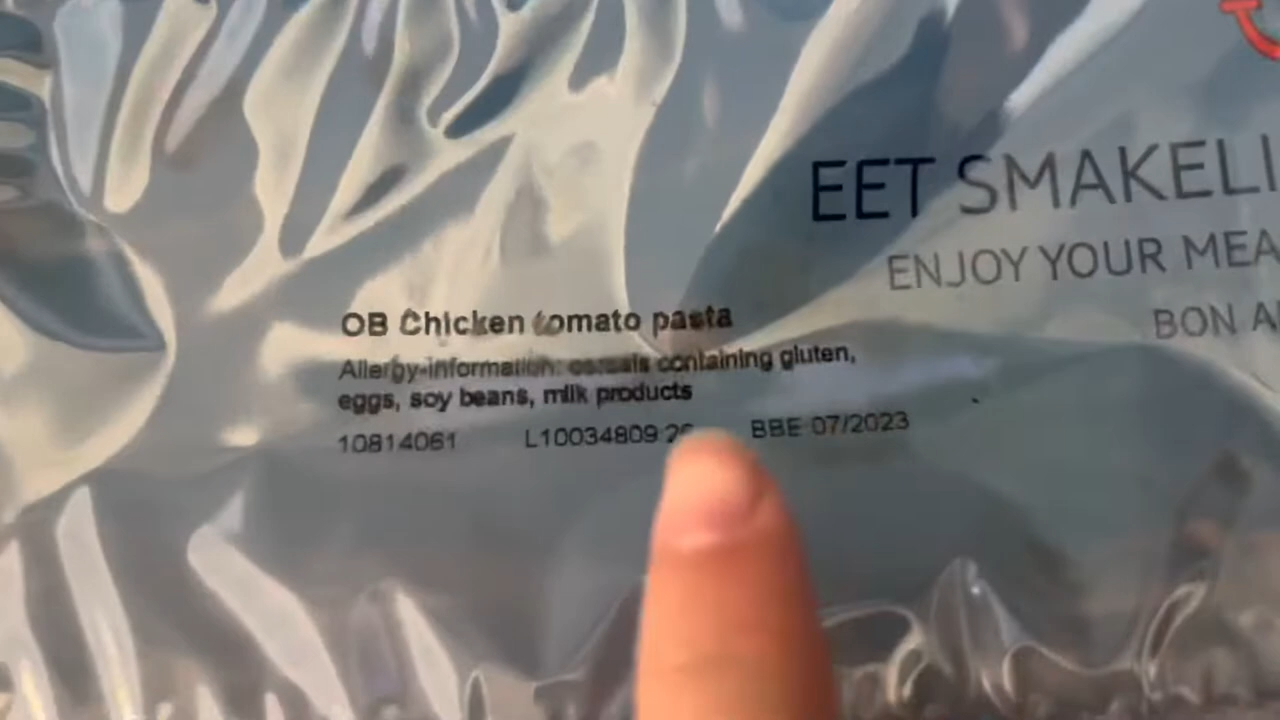 EET SMAKELI
ENJOY YOUR MEA
BON A
OB Chicken tomato pasta
Allerby-information: cereals containing gluten,
eggs, soy beans, milk products
10814061 L10034809 BBE 07/2023